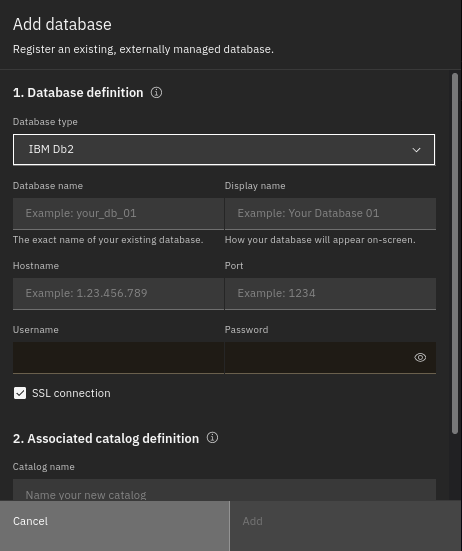 Add database
Register an existing, externally managed database.
1. Database definition
Database type
IBM Db2
Database name Display name
Example: your_db_01 Example: Your Database 01
The exact name of your existing database. How your database will appear on-screen.
Hostname Port
Example: 1.23.456.789 Example: 1234
Username Password
SSL connection
2. Associated catalog definition
Catalog name
Name your new catalog
Cancel Add